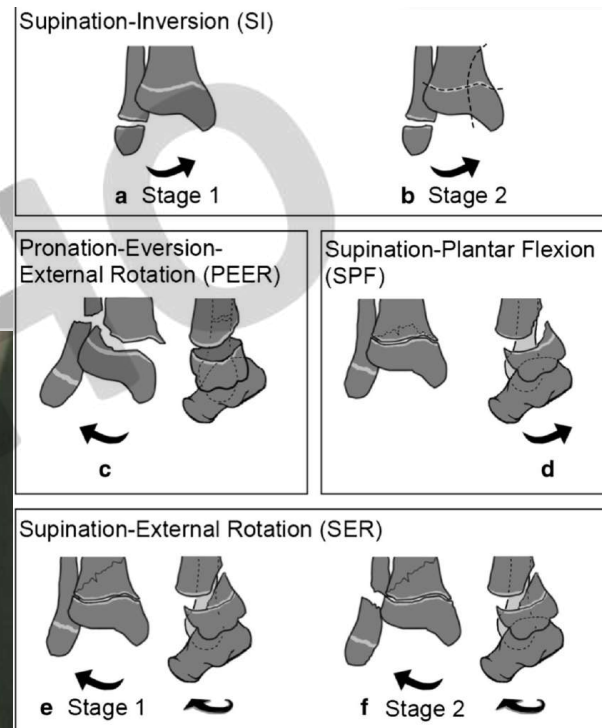 Supination-Inversion (SI)
a Stage 1
b Stage 2
Pronation-Eversion-
External Rotation (PEER)
c
Supination-Plantar Flexion
(SPF)
d
Supination-External Rotation (SER)
e Stage 1
f Stage 2